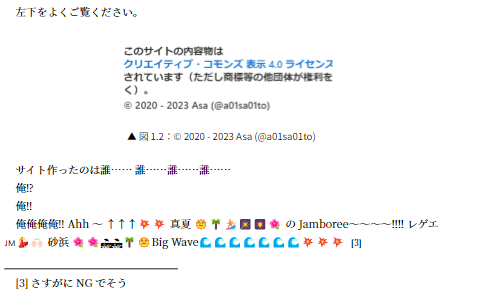 左下をよくご覧ください。
このサイトの内容物は
クリエイティブ・コモンズ 表示 4.0 ライセンス
されています（ただし商標等の他団体が権利を
く）。
© 2020 - 2023 Asa (@a01sa01to)
▲ 図 1.2：© 2020 - 2023 Asa (@a01sa01to)
サイト作ったのは誰…… 誰……誰……誰……
俺!?
俺!!
俺俺俺俺!! Ahh ～ ↑↑↑💥💥 真夏 🌞🌴🏄🎇🎆🌺 の Jamboree～～～～!!!! レゲエ
💃🏻 砂浜 🌺🌺🏊🏊🌴🌞Big Wave🌊🌊🌊🌊🌊🌊🌊💥💥💥 [3]
[3] さすがに NG でそう